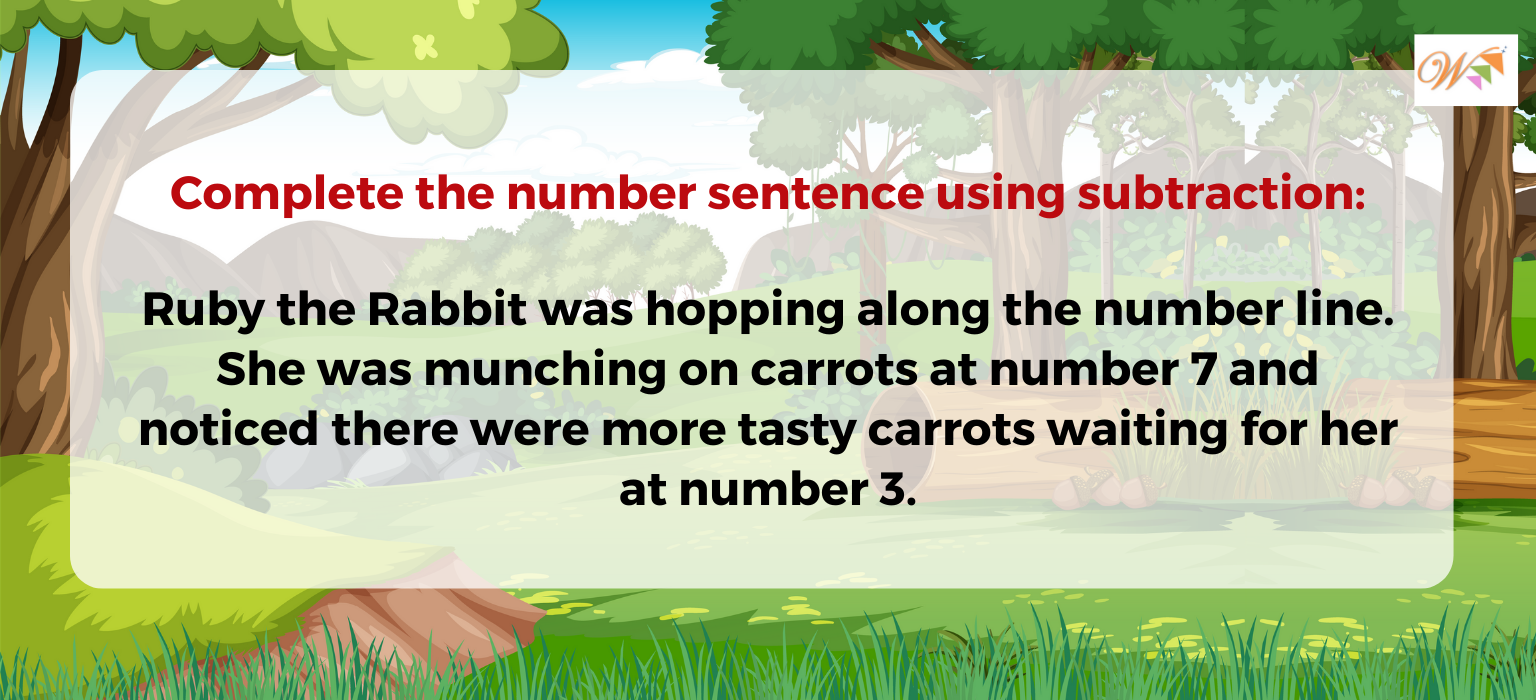 W
Complete the number sentence using subtraction:
Ruby the Rabbit was hopping along the number line.
She was munching on carrots at number 7 and
noticed there were more tasty carrots waiting for her
at number 3.